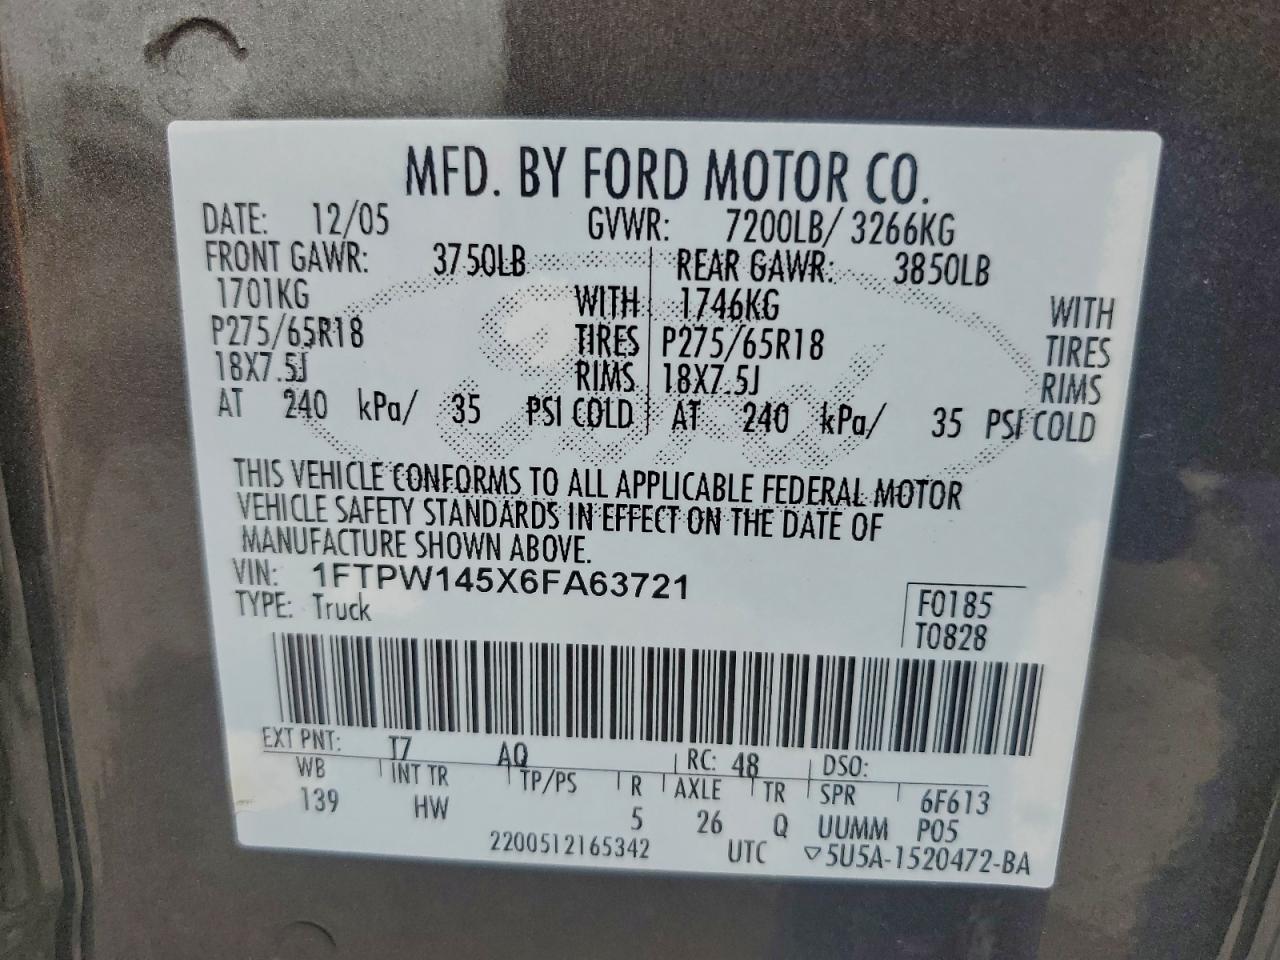 MFD. BY FORD MOTOR CO.
DATE: 12/05 GVWR: 7200LB/ 3266KG
FRONT GAWR: 3750LB REAR GAWR: 3850LB
1701KG WITH 1746KG WITH
P275/65R18 TIRES P275/65R18 TIRES
18X7.5J RIMS 18X7.5J RIMS
AT 240 kPa/ 35 PSI COLD AT 240 kPa/ 35 PSI COLD
THIS VEHICLE CONFORMS TO ALL APPLICABLE FEDERAL MOTOR
VEHICLE SAFETY STANDARDS IN EFFECT ON THE DATE OF
MANUFACTURE SHOWN ABOVE.
VIN: 1FTPW145X6FA63721
TYPE: Truck
F0185
T0828
EXT PNT: T7 AQ RC: 48 DSO:
WB INT TR TP/PS R AXLE TR SPR 6F613
139 HW 5 26 Q UUMM P05
2200512165342 UTC ▽5U5A-1520472-BA